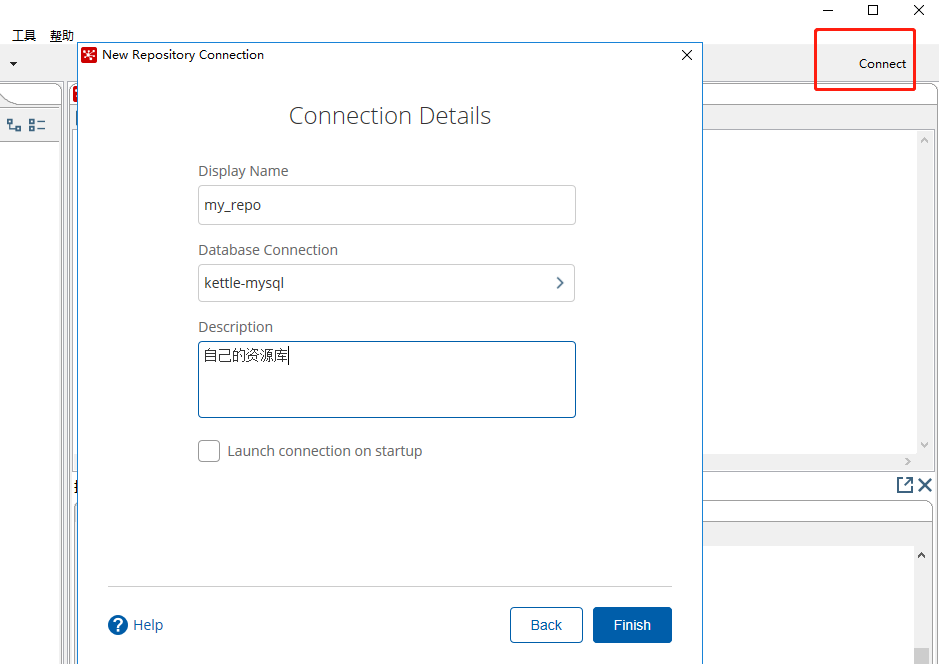 工具 帮助
New Repository Connection
Connect
Connection Details
Display Name
my_repo
Database Connection
kettle-mysql
Description
自己的资源库
Launch connection on startup
? Help
Back
Finish